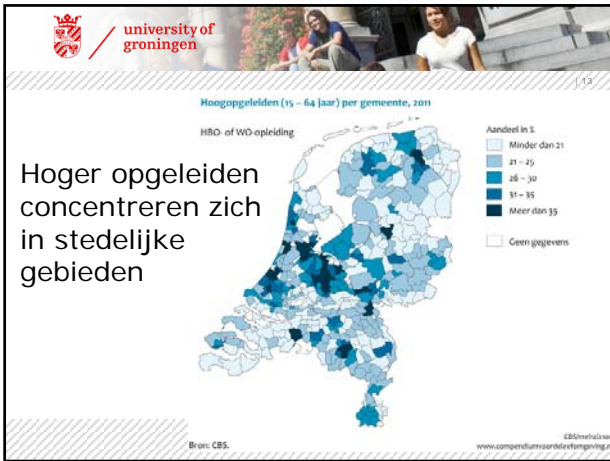 university of
groningen
| 13
Hoogopgeleiden (15 – 64 jaar) per gemeente, 2011
HBO- of WO-opleiding
Aandeel in %
Minder dan 21
21 – 25
26 – 30
31 – 35
Meer dan 35
Geen gegevens
Hoger opgeleiden
concentreren zich
in stedelijke
gebieden
Bron: CBS.